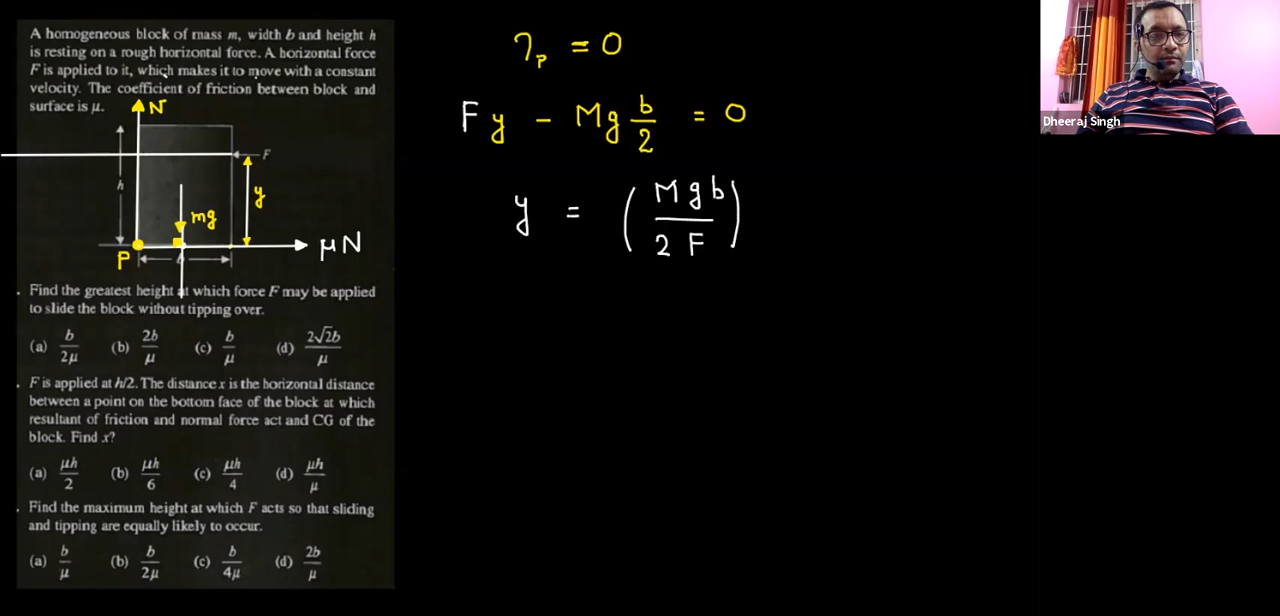 A homogeneous block of mass m, width b and height h
is resting on a rough horizontal force. A horizontal force
F is applied to it, which makes it to move with a constant
velocity. The coefficient of friction between block and
surface is μ.
N
F
h
y
mg
P
μN
. Find the greatest height at which force F may be applied
to slide the block without tipping over.
(a) b/2μ (b) 2b/μ (c) b/μ (d) 2√2b/μ
. F is applied at h/2. The distance x is the horizontal distance
between a point on the bottom face of the block at which
resultant of friction and normal force act and CG of the
block. Find x?
(a) μh/2 (b) μh/6 (c) μh/4 (d) μh/μ
. Find the maximum height at which F acts so that sliding
and tipping are equally likely to occur.
(a) b/μ (b) b/2μ (c) b/4μ (d) 2b/μ
τp = 0
Fy - Mg b/2 = 0
y = (Mgb/2F)
Dheeraj Singh